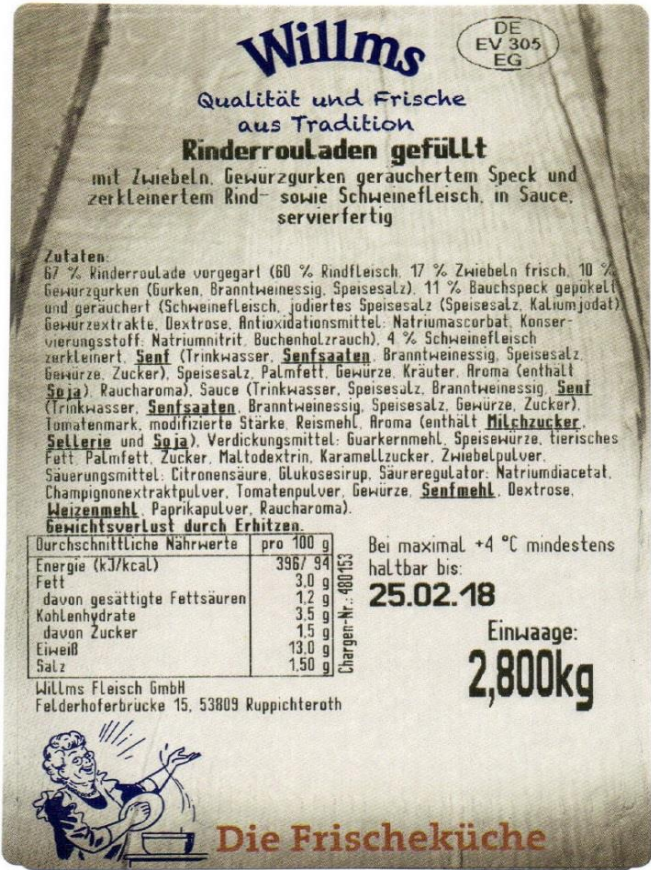 Willms
DE
EV 305
EG
Qualität und Frische
aus Tradition
Rinderrouladen gefüllt
mit Zwiebeln, Gewürzgurken geräuchertem Speck und
zerkleinertem Rind- sowie Schweinefleisch, in Sauce,
servierfertig
Zutaten:
67 % Rinderroulade vorgegart (60 % Rindfleisch, 17 % Zwiebeln frisch, 10 %
Gewürzgurken (Gurken, Branntweinessig, Speisesalz), 11 % Bauchspeck gepökelt
und geräuchert (Schweinefleisch, jodiertes Speisesalz (Speisesalz, Kaliumjodat),
Gewürzextrakte, Dextrose, Antioxidationsmittel: Natriumascorbat, Konser-
vierungsstoff: Natriumnitrit, Buchenholzrauch), 4 % Schweinefleisch
zerkleinert, Senf (Trinkwasser, Senfsaaten, Branntweinessig, Speisesalz,
Gewürze, Zucker), Speisesalz, Palmfett, Gewürze, Kräuter, Aroma (enthält
Soja), Raucharoma), Sauce (Trinkwasser, Speisesalz, Branntweinessig, Senf
(Trinkwasser, Senfsaaten, Branntweinessig, Speisesalz, Gewürze, Zucker),
Tomatenmark, modifizierte Stärke, Reismehl, Aroma (enthält Milchzucker,
Sellerie und Soja), Verdickungsmittel: Guarkernmehl, Speisewürze, tierisches
Fett, Palmfett, Zucker, Maltodextrin, Karamellzucker, Zwiebelpulver,
Säuerungsmittel: Citronensäure, Glukosesirup, Säureregulator: Natriumdiacetat,
Champignonextraktpulver, Tomatenpulver, Gewürze, Senfmehl, Dextrose,
Weizenmehl, Paprikapulver, Raucharoma).
Gewichtsverlust durch Erhitzen.
Durchschnittliche Nährwerte pro 100 g
Energie (kJ/kcal) 396/ 94
Fett 3,0 g
davon gesättigte Fettsäuren 1,2 g
Kohlenhydrate 3,5 g
davon Zucker 1,5 g
Eiweiß 13,0 g
Salz 1,50 g
Chargen-Nr.: 480153
Bei maximal +4 °C mindestens
haltbar bis:
25.02.18
Einwaage:
2,800kg
Willms Fleisch GmbH
Felderhoferbrücke 15, 53809 Ruppichteroth
Die Frischeküche